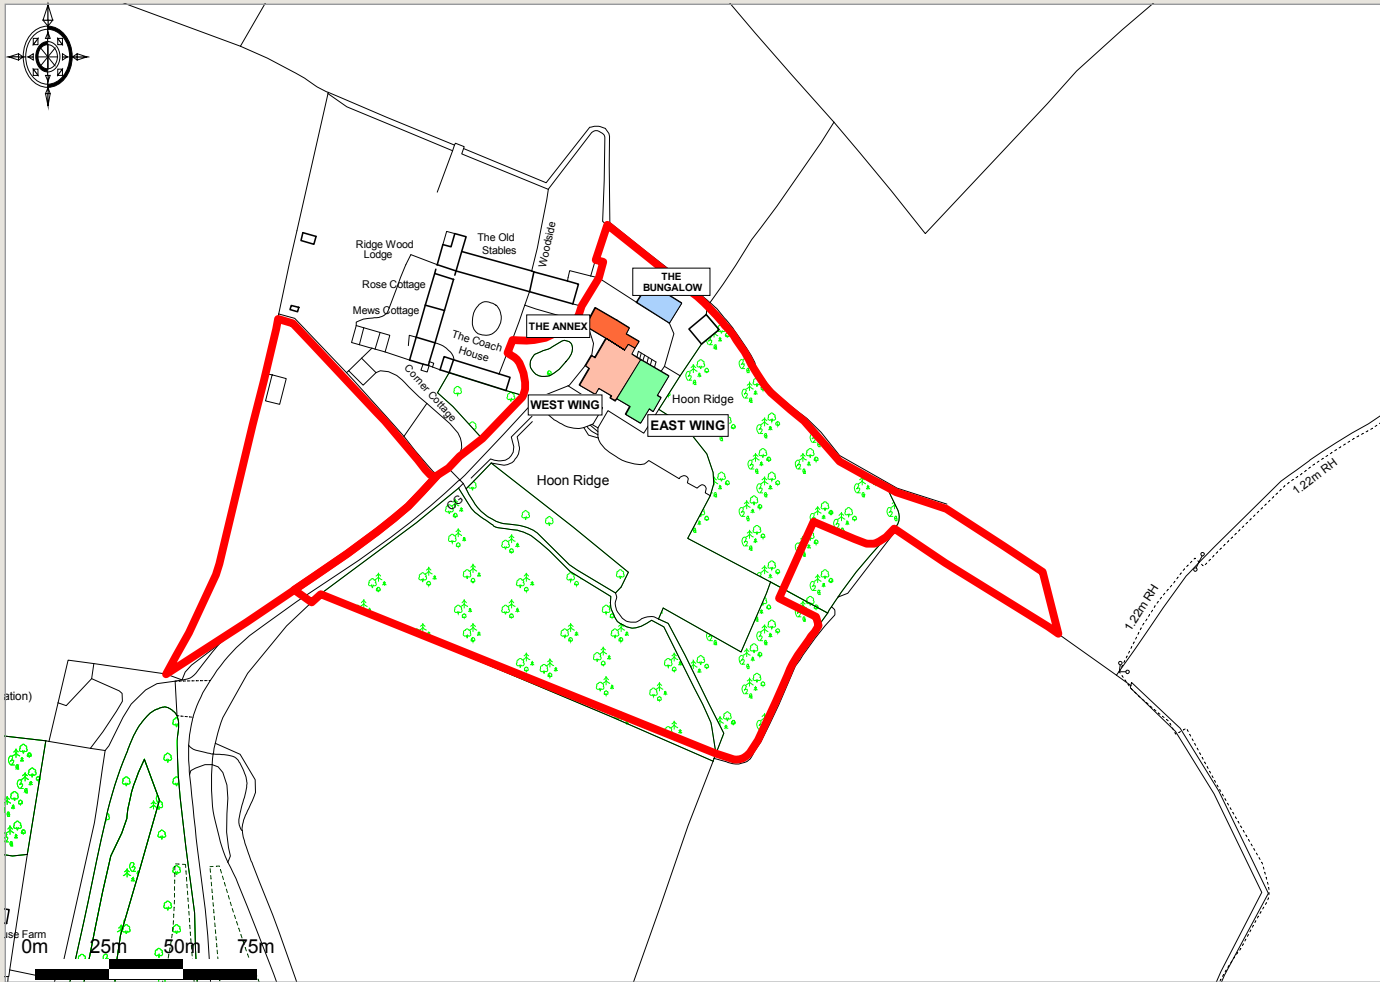 The Old
Stables
Woodside
Ridge Wood
Lodge
Rose Cottage
Mews Cottage
The Coach
House
Corner Cottage
THE
BUNGALOW
THE ANNEX
WEST WING
Hoon Ridge
EAST WING
Hoon Ridge
CG
1.22m RH
1.22m RH
ation)
use Farm
0m 25m 50m 75m